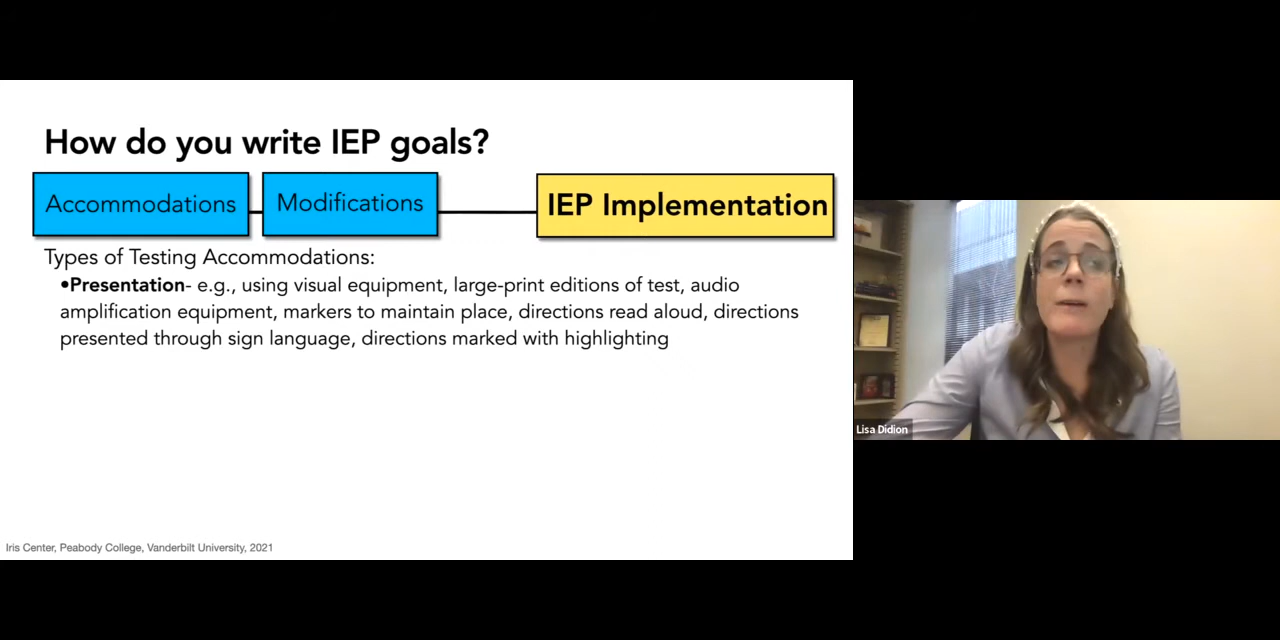 How do you write IEP goals?
Accommodations Modifications IEP Implementation
Types of Testing Accommodations:
•Presentation- e.g., using visual equipment, large-print editions of test, audio
amplification equipment, markers to maintain place, directions read aloud, directions
presented through sign language, directions marked with highlighting
Lisa Didion
Iris Center, Peabody College, Vanderbilt University, 2021